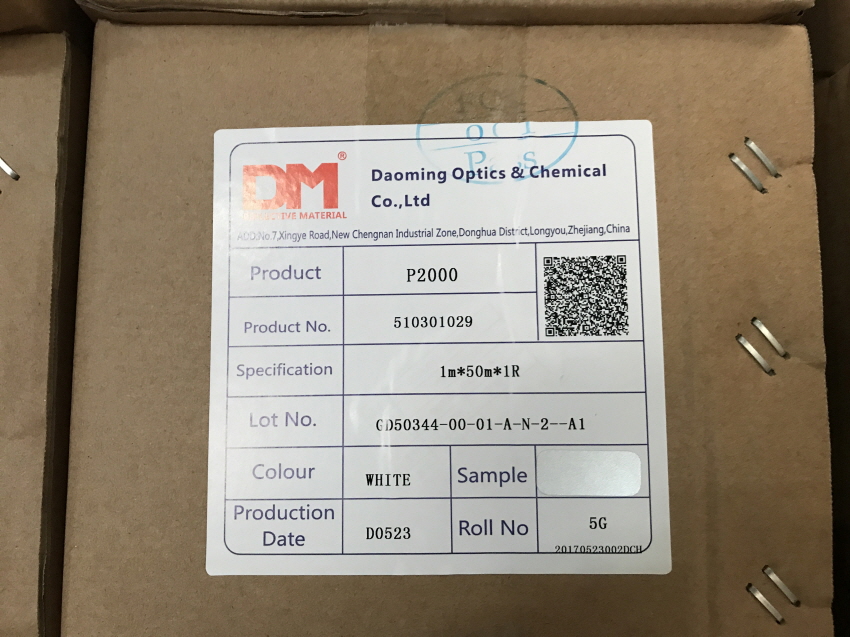 DM®
MATERIAL
Daoming Optics & Chemical
Co.,Ltd
ADD:No.7,Xingye Road,New Chengnan Industrial Zone,Donghua District,Longyou,Zhejiang,China
Product P2000
Product No. 510301029
Specification 1m*50m*1R
Lot No. GD50344-00-01-A-N-2--A1
Colour WHITE Sample
Production
Date D0523 Roll No 5G
20170523002DCH